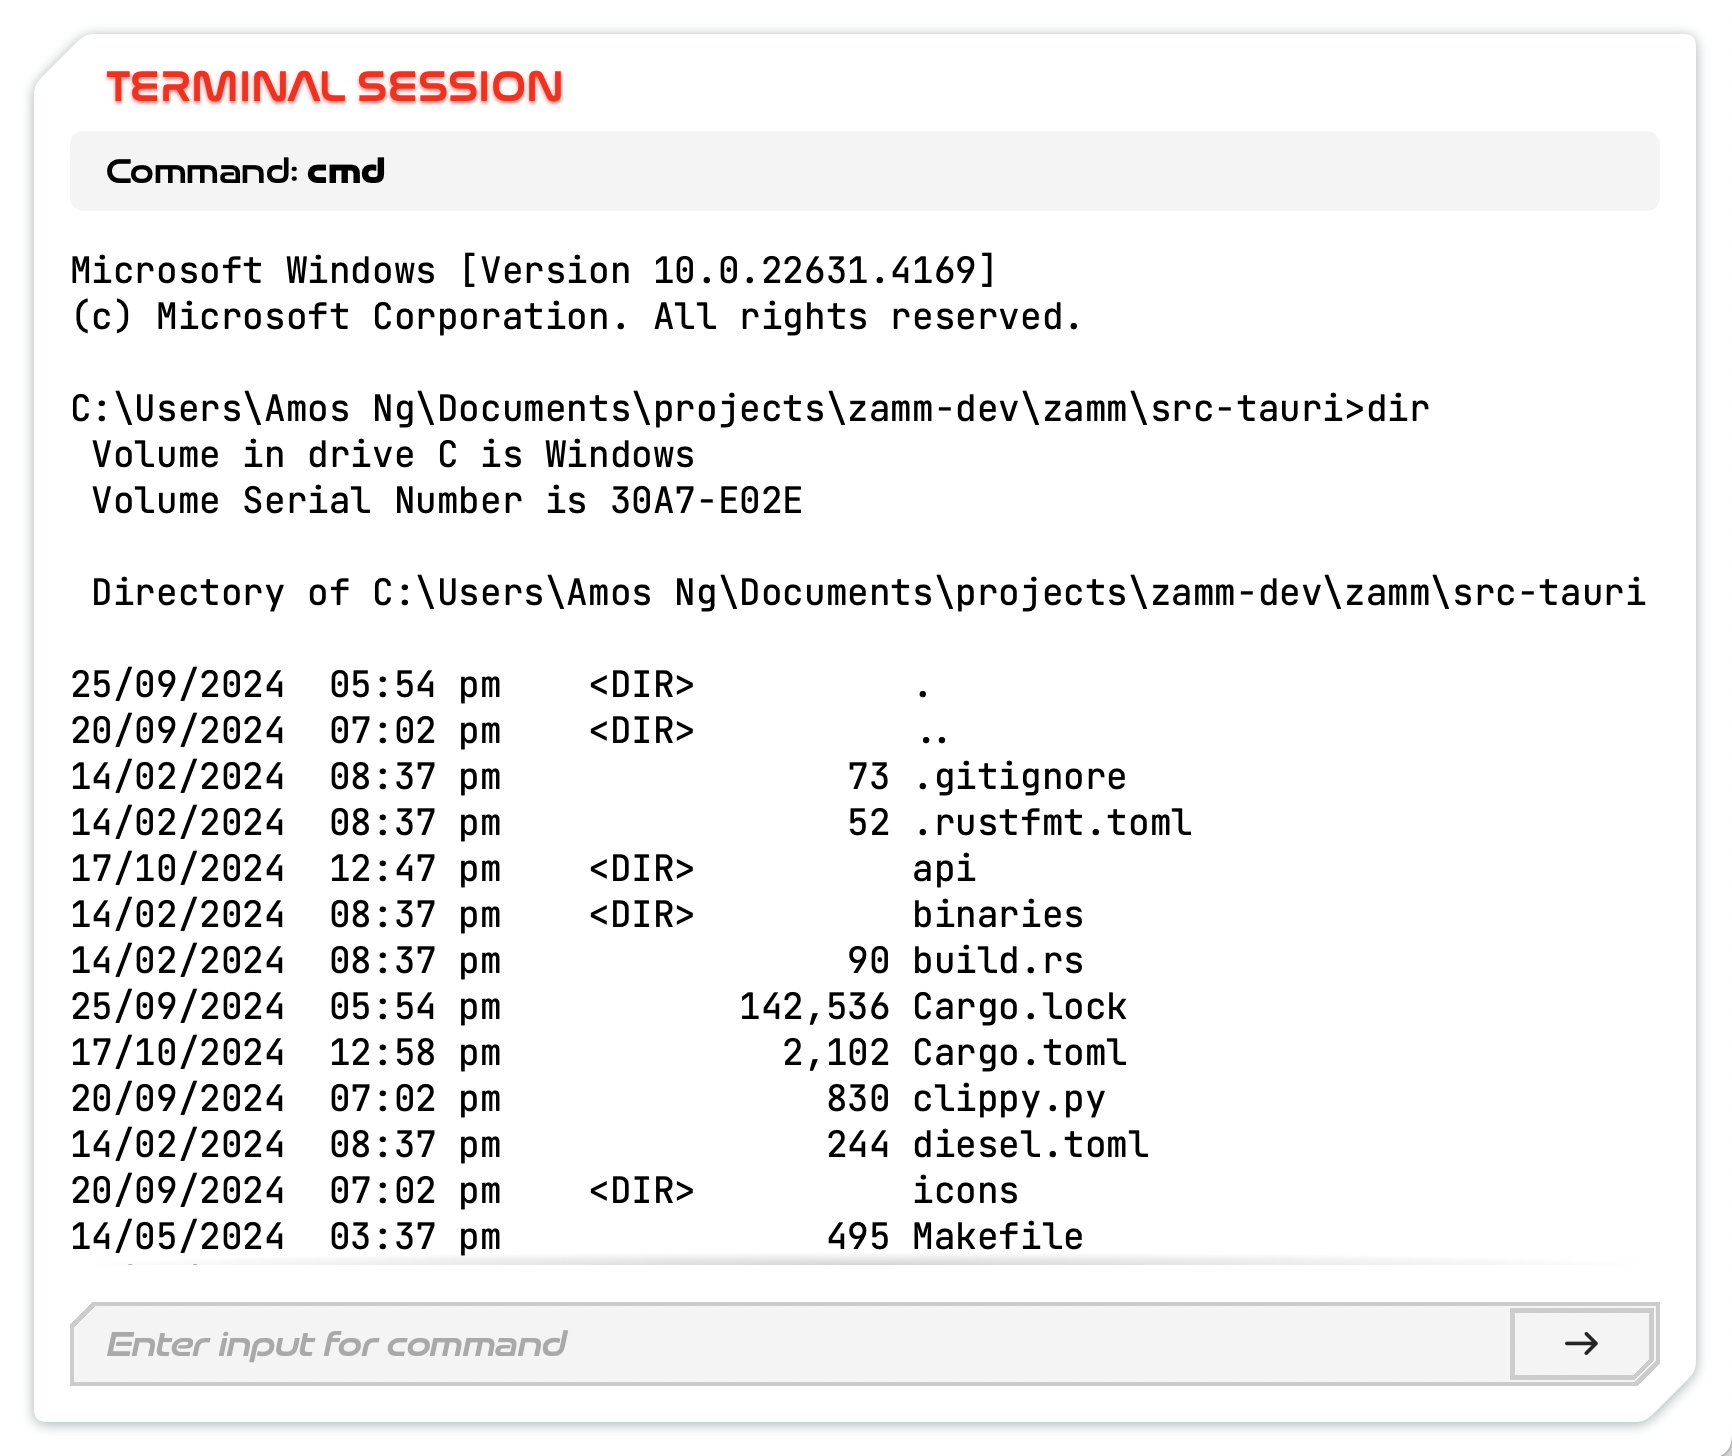 TERMINAL SESSION
Command: cmd
Microsoft Windows [Version 10.0.22631.4169]
(c) Microsoft Corporation. All rights reserved.
C:\Users\Amos Ng\Documents\projects\zamm-dev\zamm\src-tauri>dir
 Volume in drive C is Windows
 Volume Serial Number is 30A7-E02E
 Directory of C:\Users\Amos Ng\Documents\projects\zamm-dev\zamm\src-tauri
25/09/2024  05:54 pm    <DIR>          .
20/09/2024  07:02 pm    <DIR>          ..
14/02/2024  08:37 pm                73 .gitignore
14/02/2024  08:37 pm                52 .rustfmt.toml
17/10/2024  12:47 pm    <DIR>          api
14/02/2024  08:37 pm    <DIR>          binaries
14/02/2024  08:37 pm                90 build.rs
25/09/2024  05:54 pm           142,536 Cargo.lock
17/10/2024  12:58 pm             2,102 Cargo.toml
20/09/2024  07:02 pm               830 clippy.py
14/02/2024  08:37 pm               244 diesel.toml
20/09/2024  07:02 pm    <DIR>          icons
14/05/2024  03:37 pm               495 Makefile
Enter input for command